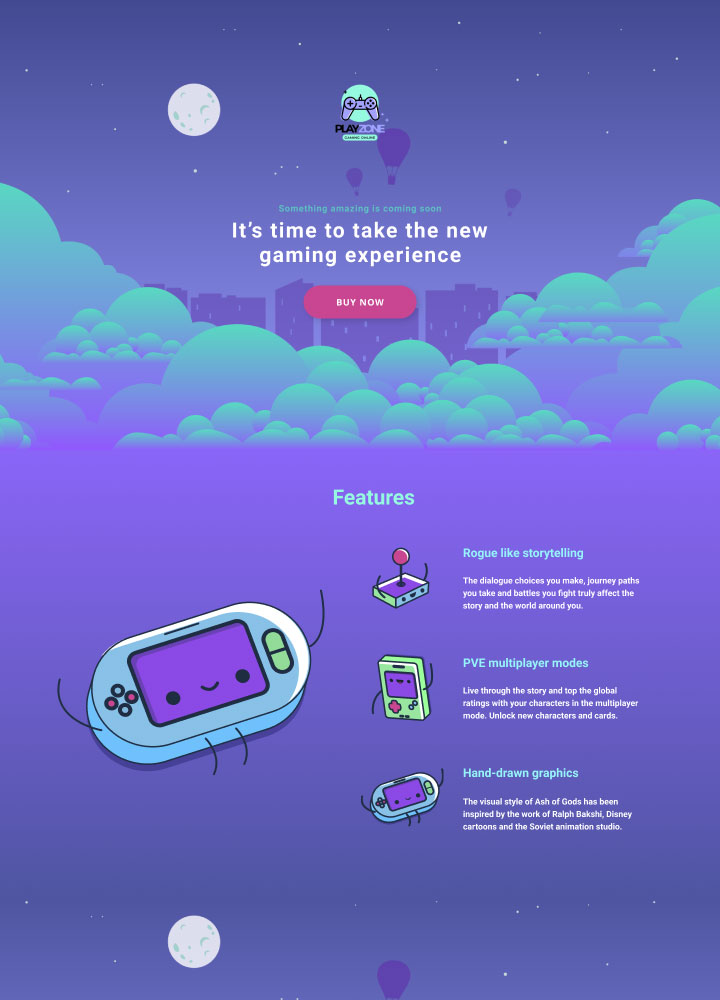 PLAYZONE
GAMING ONLINE
Something amazing is coming soon
It’s time to take the new
gaming experience
BUY NOW
Features
Rogue like storytelling
The dialogue choices you make, journey paths
you take and battles you fight truly affect the
story and the world around you.
PVE multiplayer modes
Live through the story and top the global
ratings with your characters in the multiplayer
mode. Unlock new characters and cards.
Hand-drawn graphics
The visual style of Ash of Gods has been
inspired by the work of Ralph Bakshi, Disney
cartoons and the Soviet animation studio.